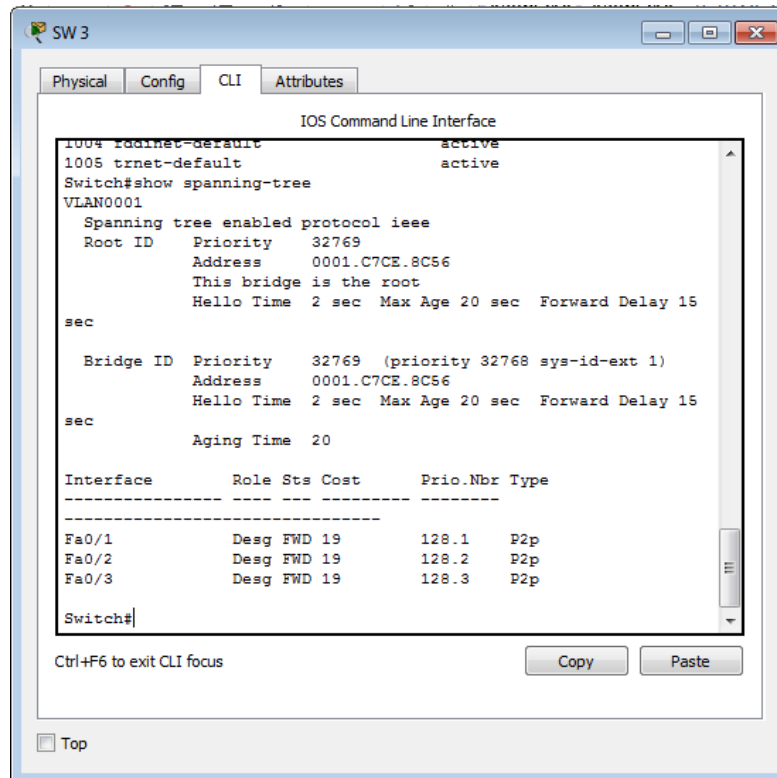 SW 3
Physical Config CLI Attributes
IOS Command Line Interface
1004 fddinet-default active
1005 trnet-default active
Switch#show spanning-tree
VLAN0001
Spanning tree enabled protocol ieee
Root ID Priority 32769
Address 0001.C7CE.8C56
This bridge is the root
Hello Time 2 sec Max Age 20 sec Forward Delay 15
sec
Bridge ID Priority 32769 (priority 32768 sys-id-ext 1)
Address 0001.C7CE.8C56
Hello Time 2 sec Max Age 20 sec Forward Delay 15
sec
Aging Time 20
Interface Role Sts Cost Prio.Nbr Type
---------------- ---- --- --------- --------
--------------------------------
Fa0/1 Desg FWD 19 128.1 P2p
Fa0/2 Desg FWD 19 128.2 P2p
Fa0/3 Desg FWD 19 128.3 P2p
Switch#
Ctrl+F6 to exit CLI focus
Copy Paste
Top